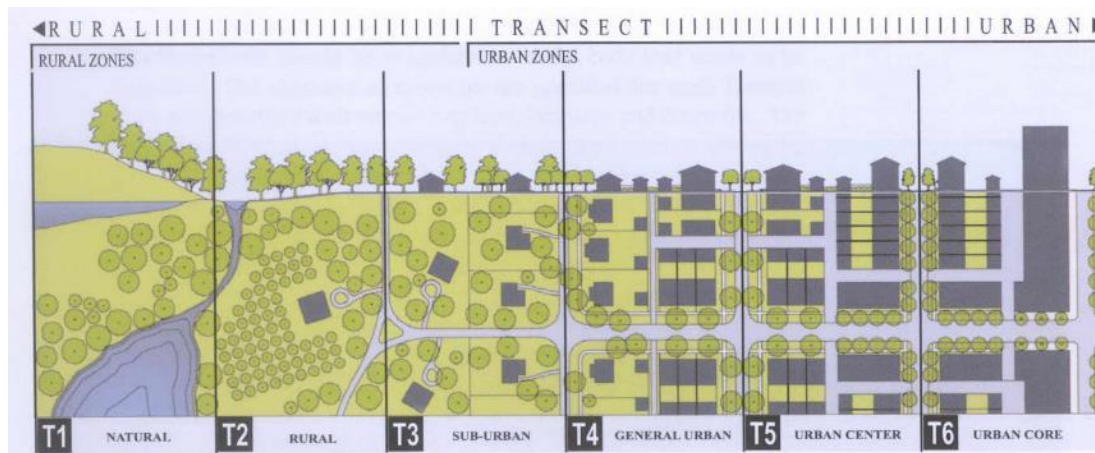 RURAL TRANSECT URBAN
RURAL ZONES URBAN ZONES
T1 NATURAL T2 RURAL T3 SUB-URBAN T4 GENERAL URBAN T5 URBAN CENTER T6 URBAN CORE